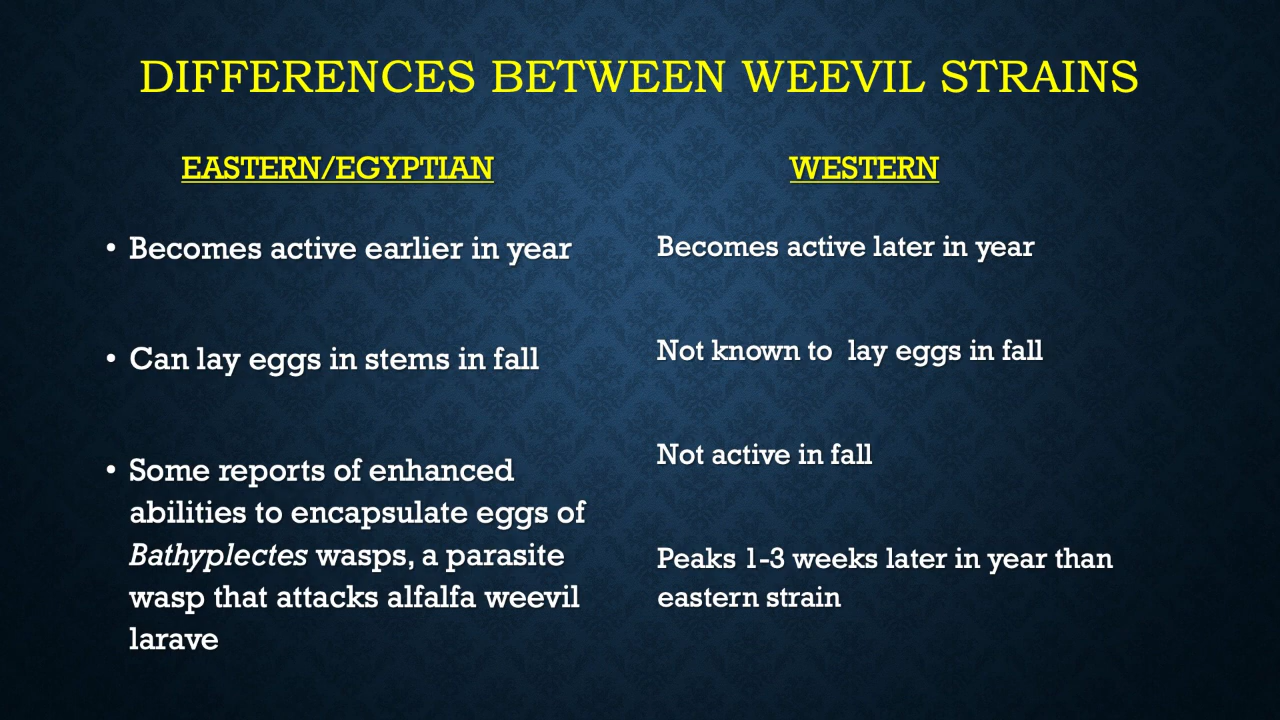 DIFFERENCES BETWEEN WEEVIL STRAINS
EASTERN/EGYPTIAN
• Becomes active earlier in year
• Can lay eggs in stems in fall
• Some reports of enhanced
abilities to encapsulate eggs of
Bathyplectes wasps, a parasite
wasp that attacks alfalfa weevil
larave
WESTERN
Becomes active later in year
Not known to  lay eggs in fall
Not active in fall
Peaks 1-3 weeks later in year than
eastern strain